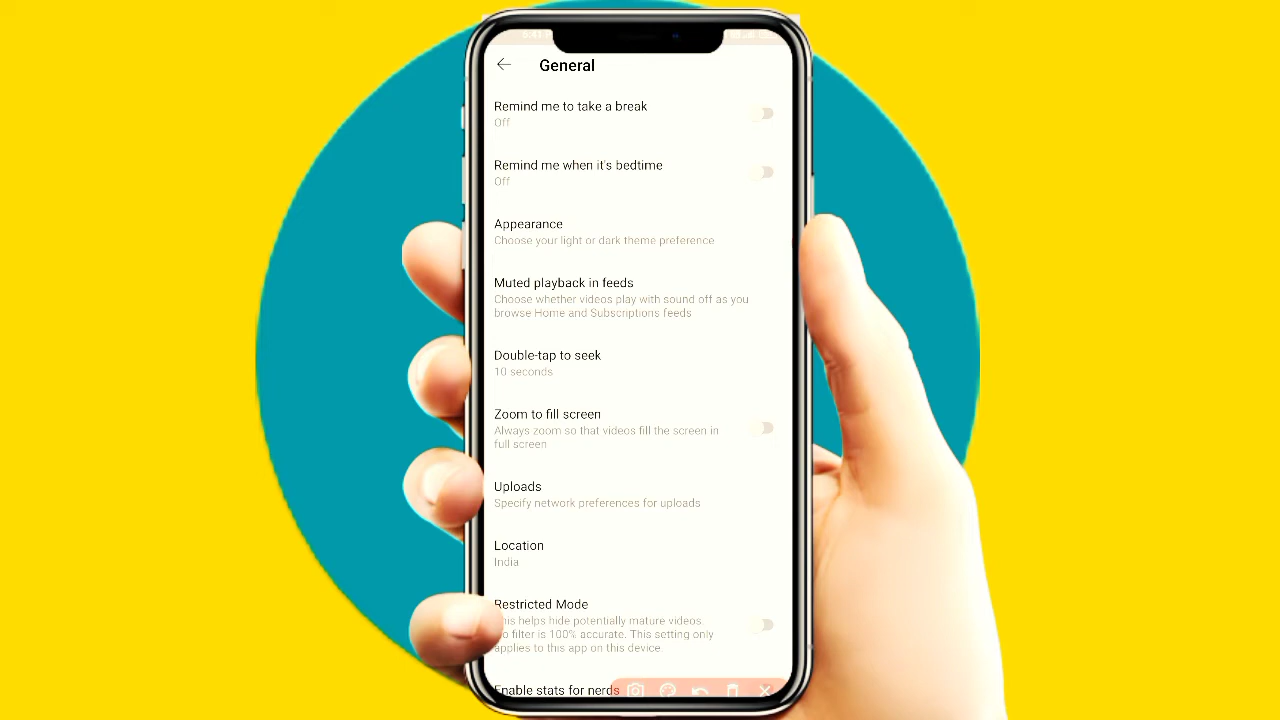 General
Remind me to take a break
Off
Remind me when it's bedtime
Off
Appearance
Choose your light or dark theme preference
Muted playback in feeds
Choose whether videos play with sound off as you
browse Home and Subscriptions feeds
Double-tap to seek
10 seconds
Zoom to fill screen
Always zoom so that videos fill the screen in
full screen
Uploads
Specify network preferences for uploads
Location
India
Restricted Mode
helps hide potentially mature videos.
filter is 100% accurate. This setting only
applies to this app on this device.
Enable stats for nerds